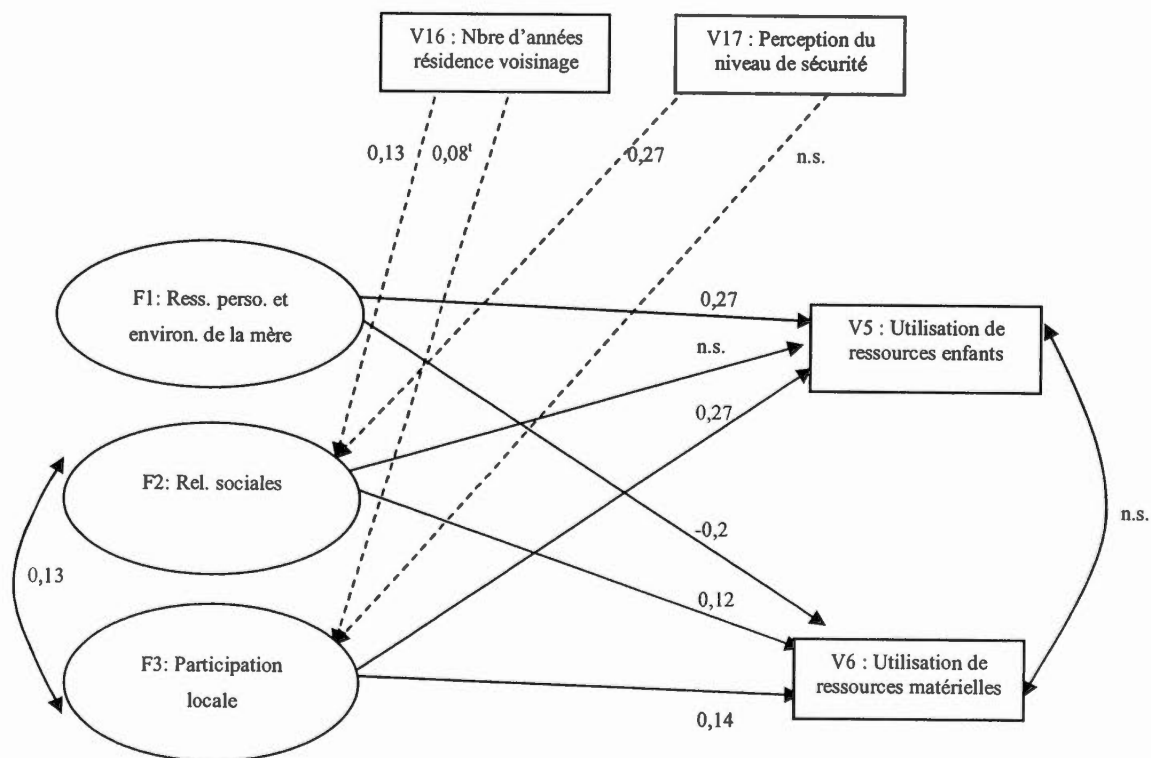 V16 : Nbre d'années
résidence voisinage
V17 : Perception du
niveau de sécurité
0,13
0,08ᵗ
0,27
n.s.
F1: Ress. perso. et
environ. de la mère
0,27
V5 : Utilisation de
ressources enfants
n.s.
0,27
F2: Rel. sociales
-0,2
n.s.
0,13
0,12
F3: Participation
locale
V6 : Utilisation de
ressources matérielles
0,14